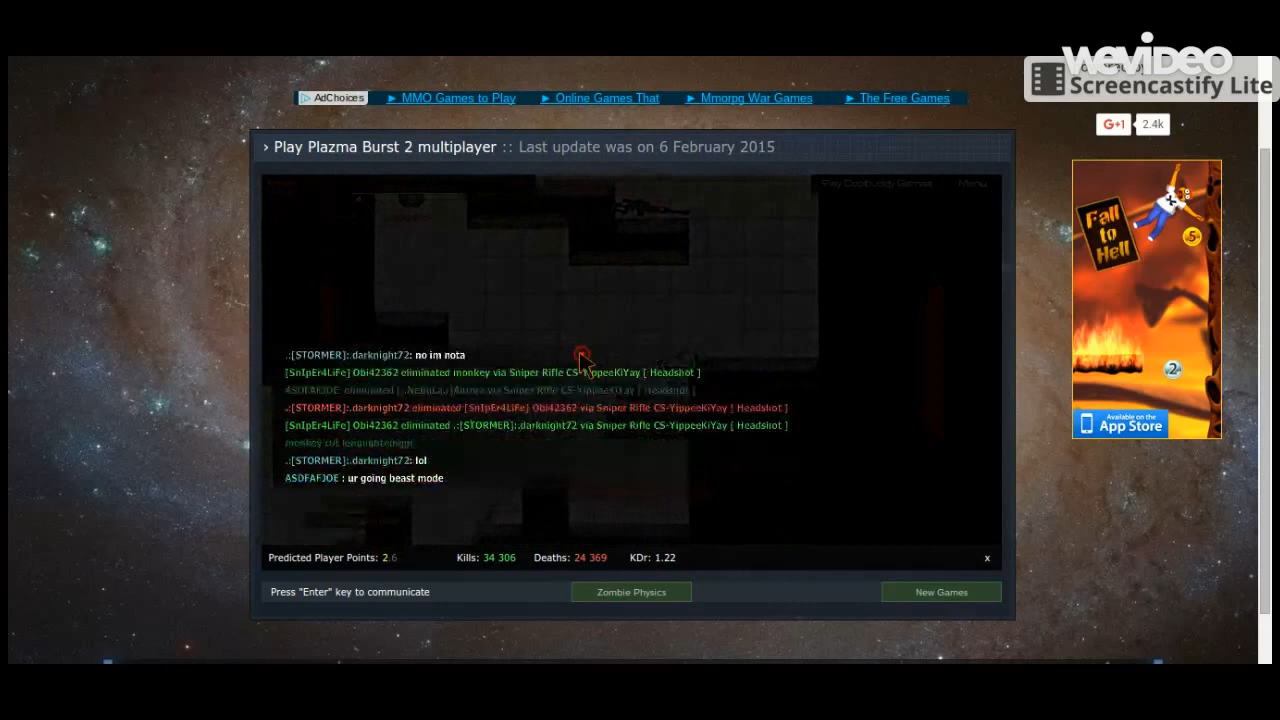 WeVideo
Screencastify Lite
AdChoices ► MMO Games to Play ► Online Games That ► Mmorpg War Games ► The Free Games
G+1 2.4k
› Play Plazma Burst 2 multiplayer :: Last update was on 6 February 2015
Menu
Fall
to
Hell
5
2
.:[STORMER]:.darknight72: no im nota
[SnIpEr4LiFe] Obi42362 eliminated monkey via Sniper Rifle CS-YippeeKiYay [ Headshot ]
.:[STORMER]:.darknight72 eliminated [SnIpEr4LiFe] Obi42362 via Sniper Rifle CS-YippeeKiYay [ Headshot ]
[SnIpEr4LiFe] Obi42362 eliminated .:[STORMER]:.darknight72 via Sniper Rifle CS-YippeeKiYay [ Headshot ]
.:[STORMER]:.darknight72: lol
ASDFAFJOE : ur going beast mode
Available on the
App Store
Predicted Player Points: 2.6 Kills: 34 306 Deaths: 24 369 KDr: 1.22 x
Press "Enter" key to communicate Zombie Physics New Games